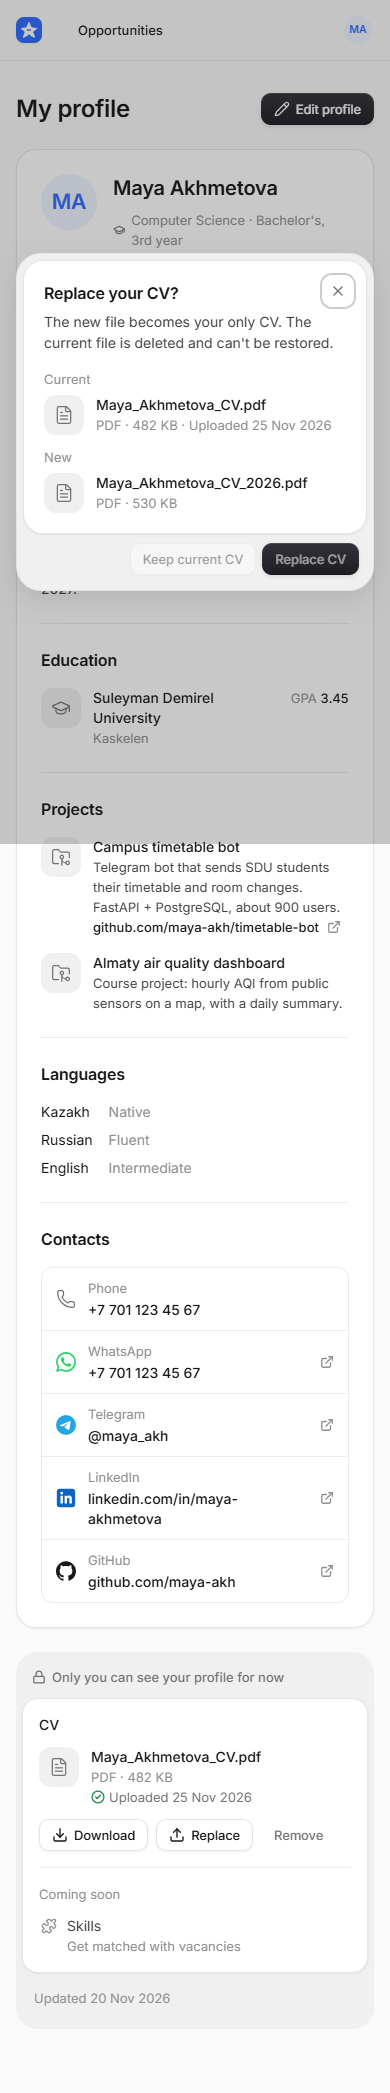 Opportunities
MA
My profile
Edit profile
MA
Maya Akhmetova
Computer Science · Bachelor's,
3rd year
Replace your CV?
The new file becomes your only CV. The
current file is deleted and can't be restored.
Current
Maya_Akhmetova_CV.pdf
PDF · 482 KB · Uploaded 25 Nov 2026
New
Maya_Akhmetova_CV_2026.pdf
PDF · 530 KB
Keep current CV
Replace CV
2027.
Education
Suleyman Demirel
University
GPA 3.45
Kaskelen
Projects
Campus timetable bot
Telegram bot that sends SDU students
their timetable and room changes.
FastAPI + PostgreSQL, about 900 users.
github.com/maya-akh/timetable-bot
Almaty air quality dashboard
Course project: hourly AQI from public
sensors on a map, with a daily summary.
Languages
Kazakh Native
Russian Fluent
English Intermediate
Contacts
Phone
+7 701 123 45 67
WhatsApp
+7 701 123 45 67
Telegram
@maya_akh
LinkedIn
linkedin.com/in/maya-
akhmetova
GitHub
github.com/maya-akh
Only you can see your profile for now
CV
Maya_Akhmetova_CV.pdf
PDF · 482 KB
Uploaded 25 Nov 2026
Download
Replace
Remove
Coming soon
Skills
Get matched with vacancies
Updated 20 Nov 2026